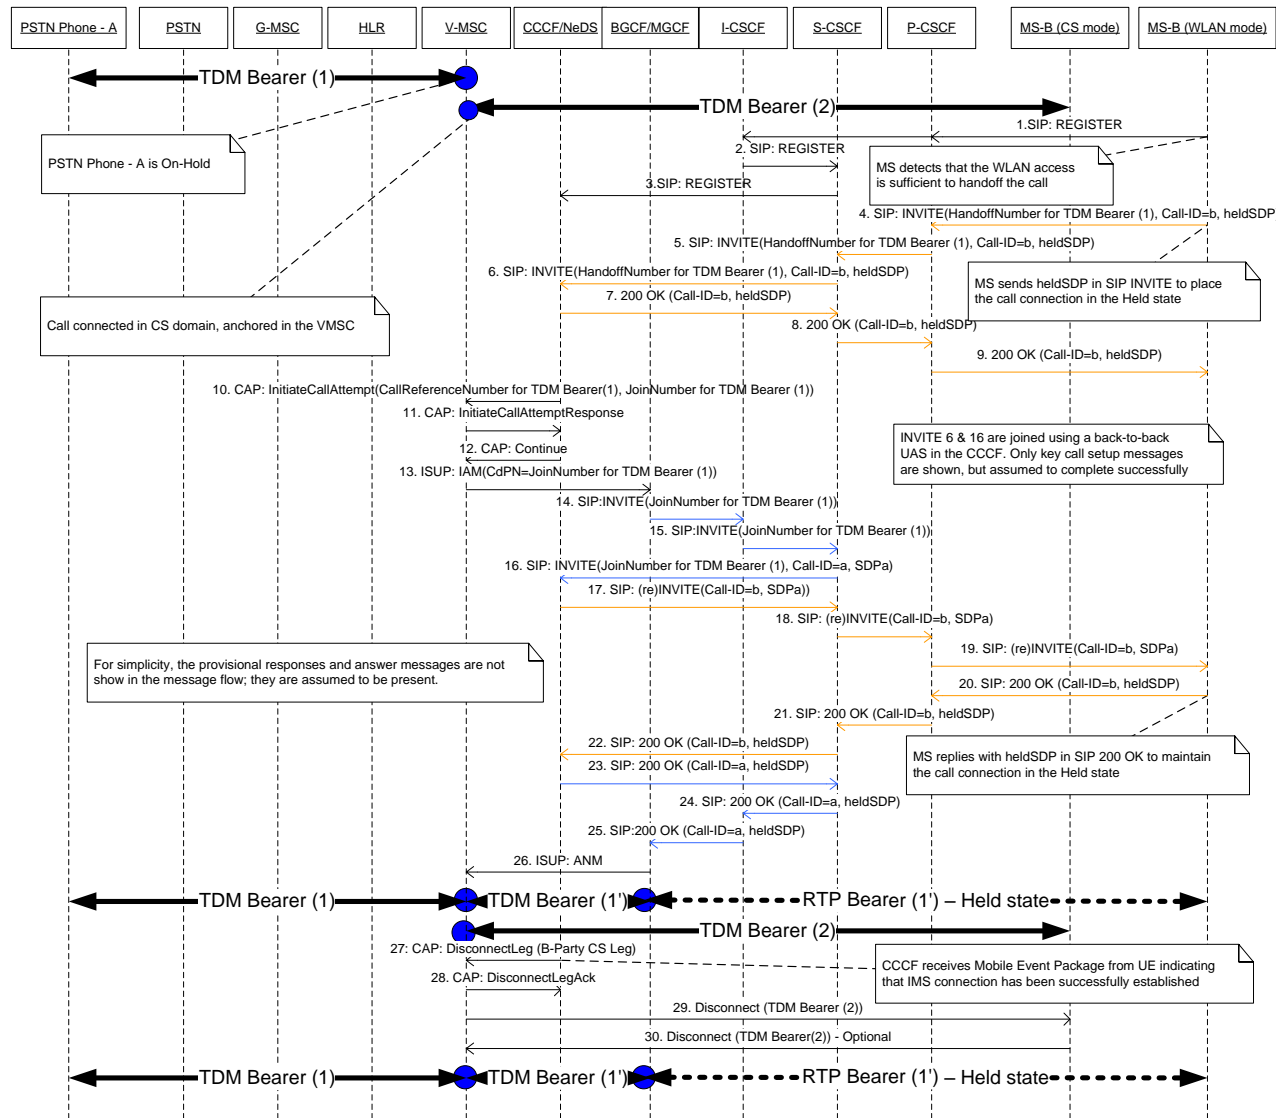 PSTN Phone - A
PSTN
G-MSC
HLR
V-MSC
CCCF/NeDS
BGCF/MGCF
I-CSCF
S-CSCF
P-CSCF
MS-B (CS mode)
MS-B (WLAN mode)
TDM Bearer (1)
TDM Bearer (2)
1.SIP: REGISTER
2. SIP: REGISTER
PSTN Phone - A is On-Hold
MS detects that the WLAN access
is sufficient to handoff the call
3.SIP: REGISTER
4. SIP: INVITE(HandoffNumber for TDM Bearer (1), Call-ID=b, heldSDP
5. SIP: INVITE(HandoffNumber for TDM Bearer (1), Call-ID=b, heldSDP)
6. SIP: INVITE(HandoffNumber for TDM Bearer (1), Call-ID=b, heldSDP)
MS sends heldSDP in SIP INVITE to place
the call connection in the Held state
7. 200 OK (Call-ID=b, heldSDP)
Call connected in CS domain, anchored in the VMSC
8. 200 OK (Call-ID=b, heldSDP)
9. 200 OK (Call-ID=b, heldSDP)
10. CAP: InitiateCallAttempt(CallReferenceNumber for TDM Bearer(1), JoinNumber for TDM Bearer (1))
11. CAP: InitiateCallAttemptResponse
INVITE 6 & 16 are joined using a back-to-back
UAS in the CCCF. Only key call setup messages
are shown, but assumed to complete successfully
12. CAP: Continue
13. ISUP: IAM(CdPN=JoinNumber for TDM Bearer (1))
14. SIP:INVITE(JoinNumber for TDM Bearer (1))
15. SIP:INVITE(JoinNumber for TDM Bearer (1))
16. SIP: INVITE(JoinNumber for TDM Bearer (1), Call-ID=a, SDPa)
17. SIP: (re)INVITE(Call-ID=b, SDPa))
18. SIP: (re)INVITE(Call-ID=b, SDPa)
19. SIP: (re)INVITE(Call-ID=b, SDPa)
For simplicity, the provisional responses and answer messages are not
show in the message flow; they are assumed to be present.
20. SIP: 200 OK (Call-ID=b, heldSDP)
21. SIP: 200 OK (Call-ID=b, heldSDP)
22. SIP: 200 OK (Call-ID=b, heldSDP)
MS replies with heldSDP in SIP 200 OK to maintain
the call connection in the Held state
23. SIP: 200 OK (Call-ID=a, heldSDP)
24. SIP: 200 OK (Call-ID=a, heldSDP)
25. SIP:200 OK (Call-ID=a, heldSDP)
26. ISUP: ANM
TDM Bearer (1)
TDM Bearer (1')
RTP Bearer (1') – Held state
TDM Bearer (2)
27: CAP: DisconnectLeg (B-Party CS Leg)
CCCF receives Mobile Event Package from UE indicating
that IMS connection has been successfully established
28. CAP: DisconnectLegAck
29. Disconnect (TDM Bearer (2))
30. Disconnect (TDM Bearer(2)) - Optional
TDM Bearer (1)
TDM Bearer (1')
RTP Bearer (1') – Held state